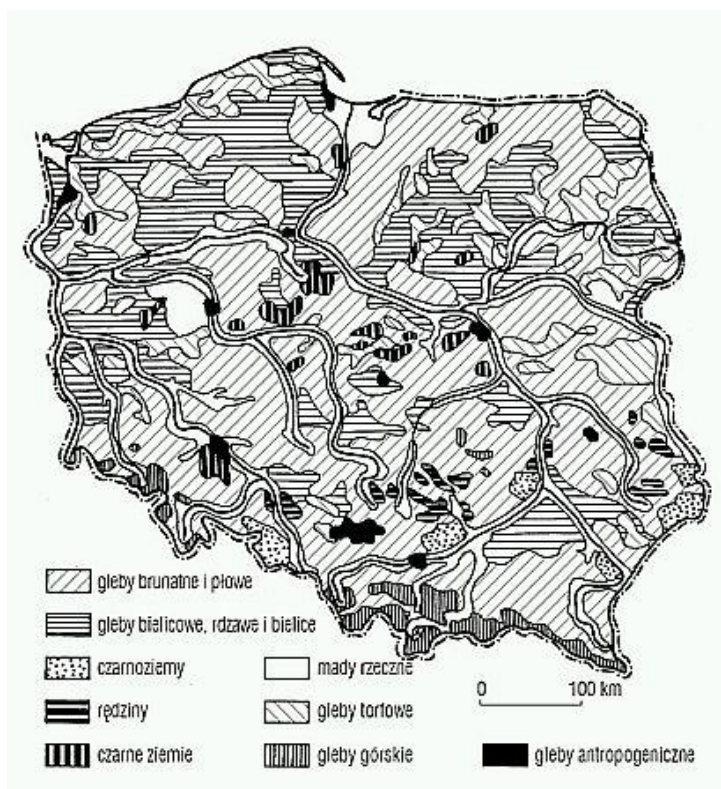 gleby brunatne i płowe
gleby bielicowe, rdzawe i bielice
czarnoziemy
mady rzeczne
0 100 km
rędziny
gleby torfowe
czarne ziemie
gleby górskie
gleby antropogeniczne